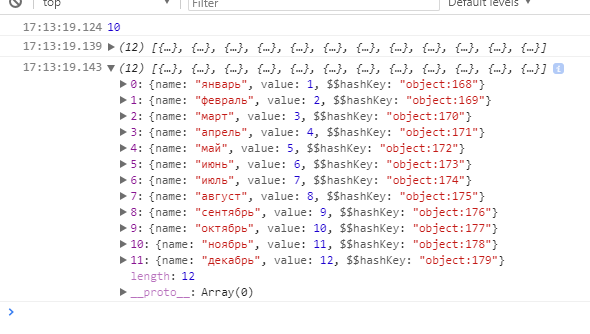 top Filter Default levels
17:13:19.124 10
17:13:19.139 (12) [{…}, {…}, {…}, {…}, {…}, {…}, {…}, {…}, {…}, {…}, {…}, {…}]
17:13:19.143 (12) [{…}, {…}, {…}, {…}, {…}, {…}, {…}, {…}, {…}, {…}, {…}, {…}] i
0: {name: "январь", value: 1, $$hashKey: "object:168"}
1: {name: "февраль", value: 2, $$hashKey: "object:169"}
2: {name: "март", value: 3, $$hashKey: "object:170"}
3: {name: "апрель", value: 4, $$hashKey: "object:171"}
4: {name: "май", value: 5, $$hashKey: "object:172"}
5: {name: "июнь", value: 6, $$hashKey: "object:173"}
6: {name: "июль", value: 7, $$hashKey: "object:174"}
7: {name: "август", value: 8, $$hashKey: "object:175"}
8: {name: "сентябрь", value: 9, $$hashKey: "object:176"}
9: {name: "октябрь", value: 10, $$hashKey: "object:177"}
10: {name: "ноябрь", value: 11, $$hashKey: "object:178"}
11: {name: "декабрь", value: 12, $$hashKey: "object:179"}
length: 12
__proto__: Array(0)